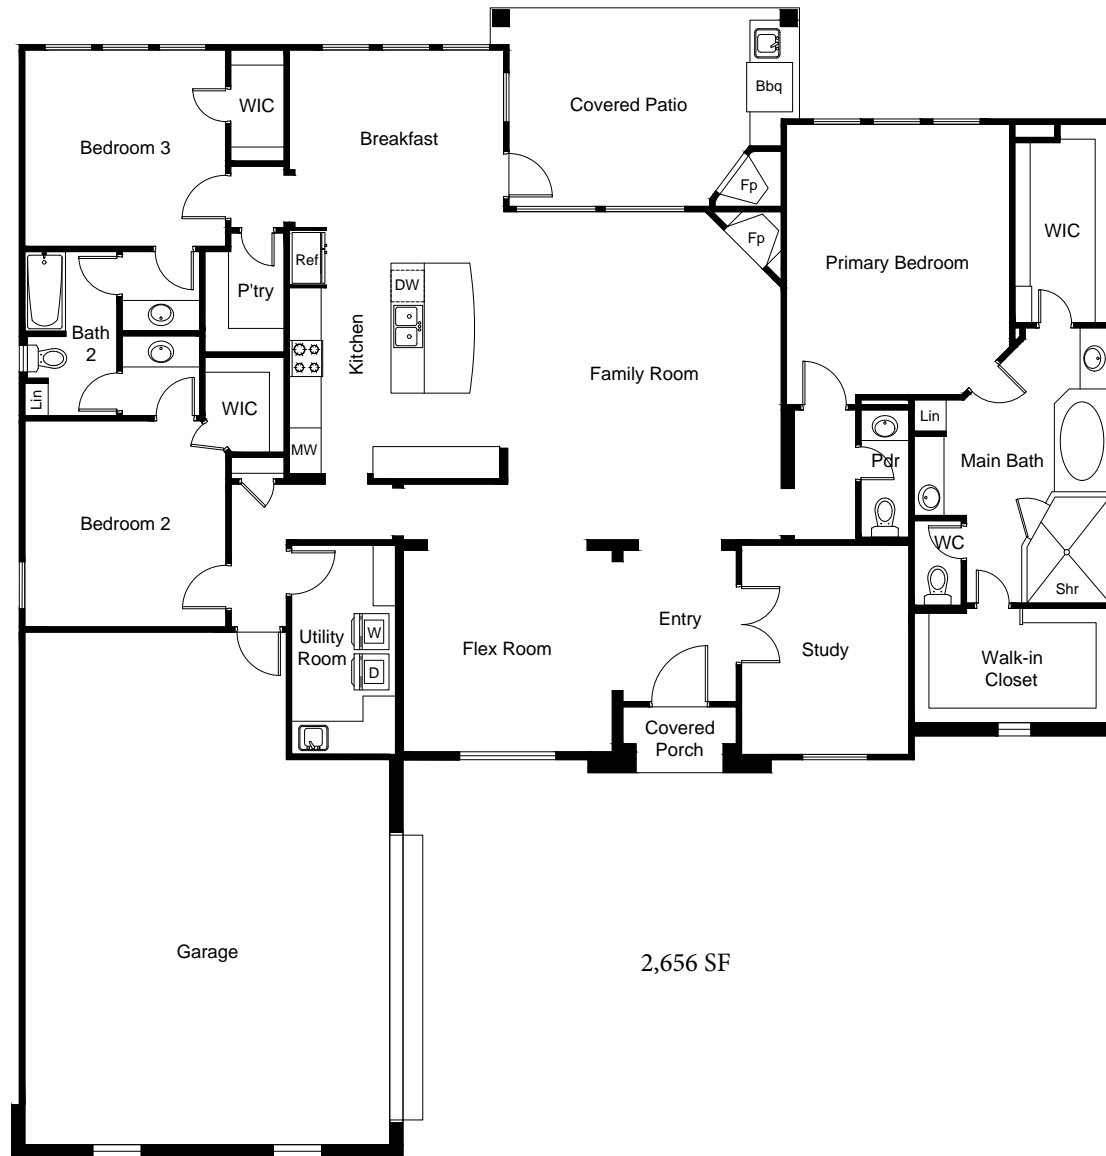 Bbq
Covered Patio
WIC
Breakfast
Bedroom 3
Fp
WIC
Fp
Ref
Primary Bedroom
DW
P'try
Bath
2
Kitchen
Family Room
Lin
WIC
Lin
MW
Pdr
Main Bath
Bedroom 2
WC
Shr
Entry
W
Utility
Room
Flex Room
Study
Walk-in
Closet
D
Covered
Porch
Garage
2,656 SF